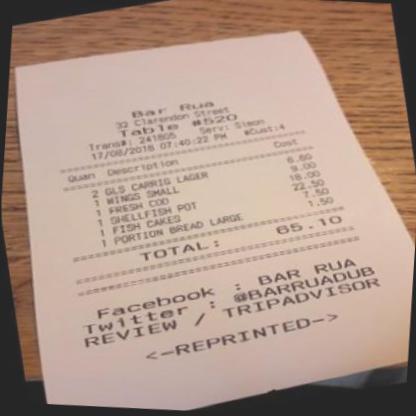 Bar Rua
32 Clarendon Street
Table #520
Trans#: 241805 Serv: Simon
17/08/2018 07:40:22 PM #Cust:4
Quan Description Cost
2 GLS CARRIG LAGER 6.60
1 WINGS SMALL 9.00
1 FRESH COD 18.00
1 SHELLFISH POT 22.50
1 FISH CAKES 7.50
1 PORTION BREAD LARGE 1.50
TOTAL: 65.10
Facebook : BAR RUA
Twitter : @BARRUADUB
REVIEW / TRIPADVISOR
<-REPRINTED->